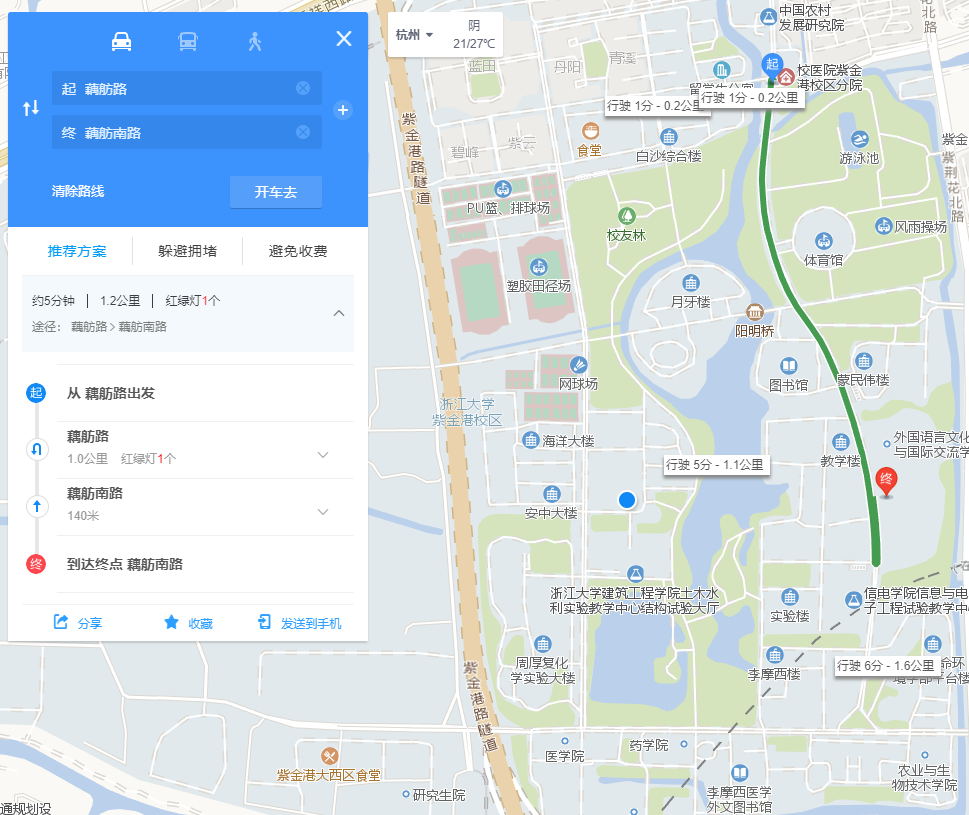 起 藕舫路
终 藕舫南路
清除路线
开车去
推荐方案
躲避拥堵
避免收费
约5分钟 | 1.2公里 | 红绿灯1个
途径： 藕舫路 > 藕舫南路
起
从 藕舫路出发
藕舫路
1.0公里 红绿灯1个
藕舫南路
140米
终
到达终点 藕舫南路
分享
收藏
发送到手机
杭州
阴
21/27℃
中国农村
发展研究院
蓝田
丹阳
青溪
起
校医院紫金
港校区分院
行驶 1分 - 0.2公里
行驶 1分 - 0.2公里
紫金港路隧道
碧峰
紫云
食堂
白沙综合楼
游泳池
紫金
紫荆花北路
PU篮、排球场
校友林
风雨操场
体育馆
塑胶田径场
月牙楼
阳明桥
网球场
图书馆
蒙民伟楼
浙江大学
紫金港校区
海洋大楼
教学楼
外国语言文化
与国际交流学
行驶 5分 - 1.1公里
终
安中大楼
浙江大学建筑工程学院土木水
利实验教学中心结构试验大厅
实验楼
信电学院信息与电
子工程试验教学中
周厚复化
学实验大楼
李摩西楼
行驶 6分 - 1.6公里
紫金港路隧道
医学院
药学院
紫金港大西区食堂
研究生院
李摩西医学
外文图书馆
农业与生
物技术学院
通规划设